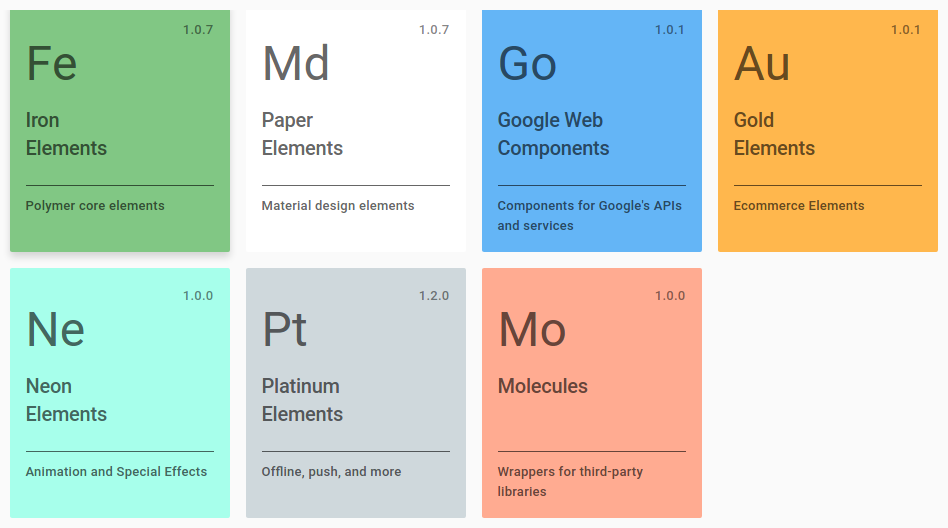 1.0.7
Fe
Iron
Elements
Polymer core elements
1.0.7
Md
Paper
Elements
Material design elements
1.0.1
Go
Google Web
Components
Components for Google's APIs
and services
1.0.1
Au
Gold
Elements
Ecommerce Elements
1.0.0
Ne
Neon
Elements
Animation and Special Effects
1.2.0
Pt
Platinum
Elements
Offline, push, and more
1.0.0
Mo
Molecules
Wrappers for third-party
libraries